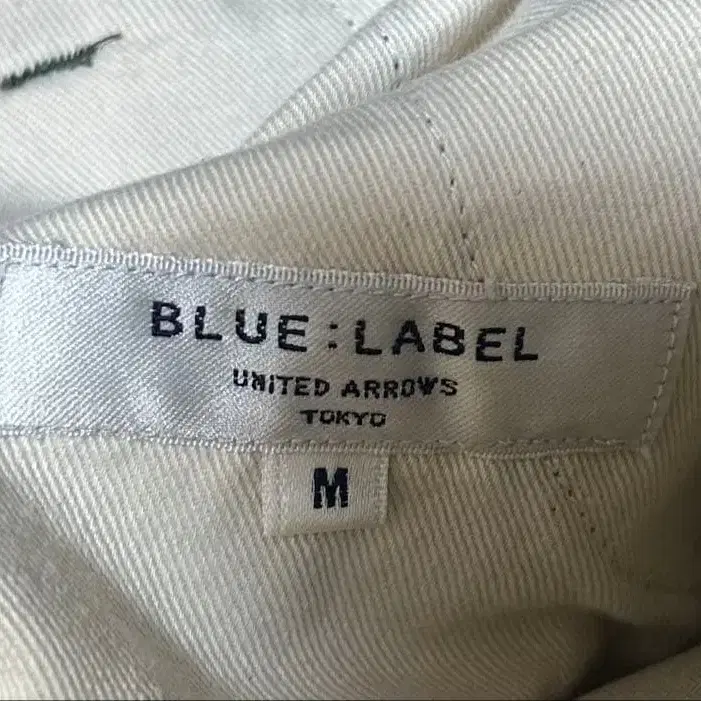 BLUE : LABEL
UNITED ARROWS
TOKYO
M